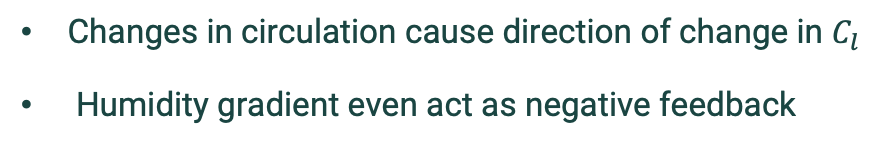 • Changes in circulation cause direction of change in $C_l$
• Humidity gradient even act as negative feedback